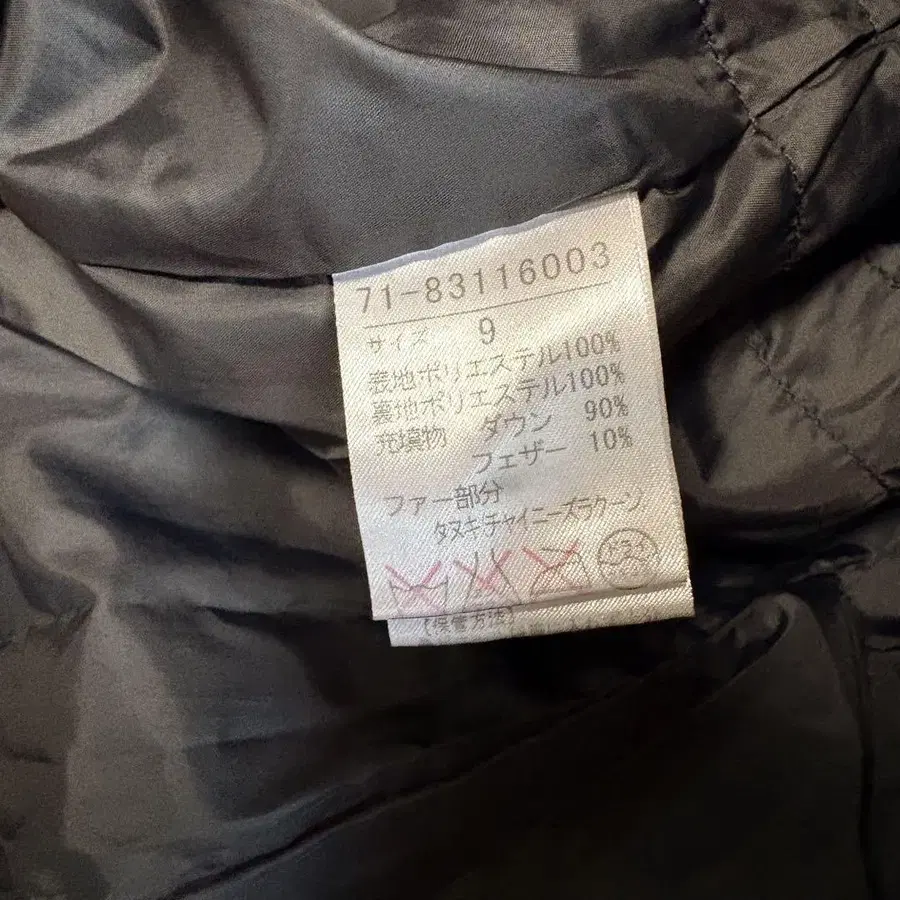 71-83116003
サイズ 9
表地ポリエステル100%
裏地ポリエステル100%
充填物 ダウン 90%
フェザー 10%
ファー部分
タヌキチャイニーズラクーン
ドライ
【保管方法】